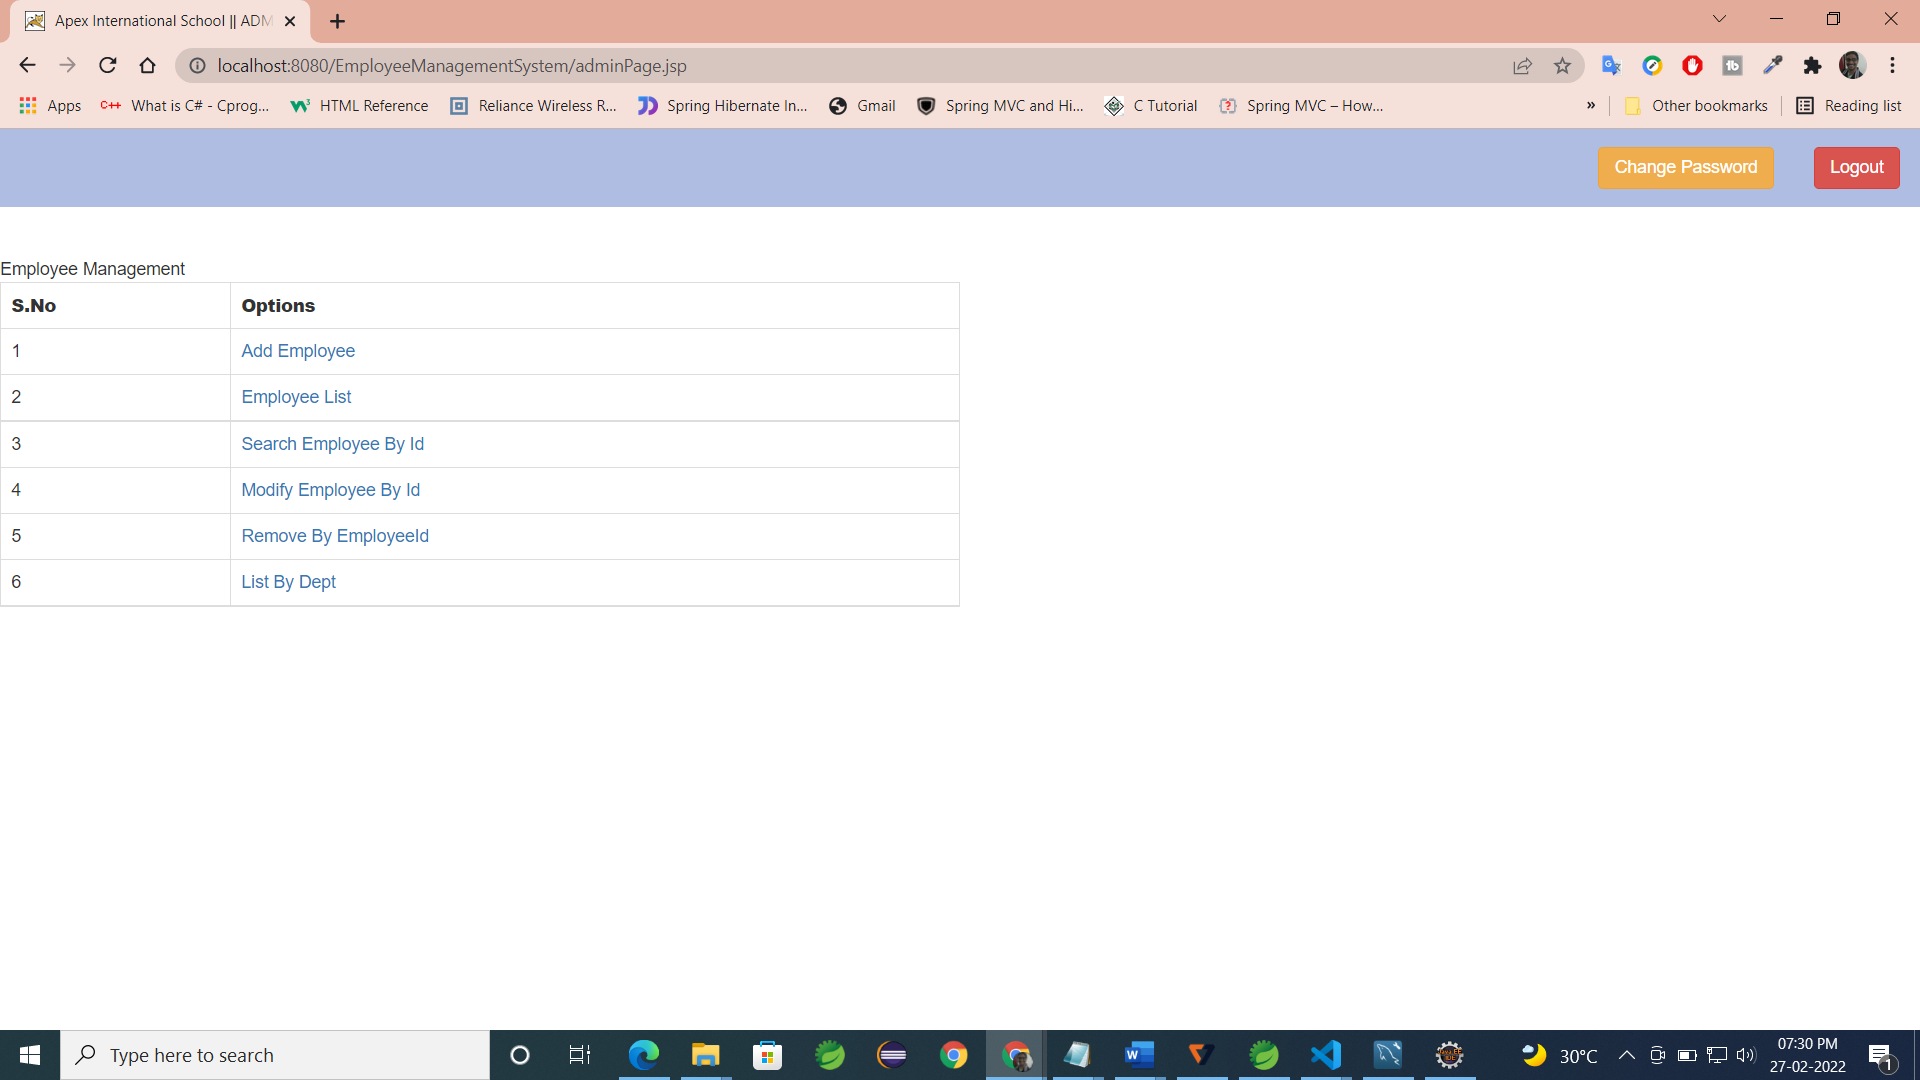 Apex International School || ADM
localhost:8080/EmployeeManagementSystem/adminPage.jsp
Apps What is C# - Cprog... HTML Reference Reliance Wireless R... Spring Hibernate In... Gmail Spring MVC and Hi... C Tutorial Spring MVC – How... » Other bookmarks Reading list
Change Password Logout
Employee Management
S.No Options
1 Add Employee
2 Employee List
3 Search Employee By Id
4 Modify Employee By Id
5 Remove By EmployeeId
6 List By Dept
Type here to search
30°C
07:30 PM
27-02-2022
1